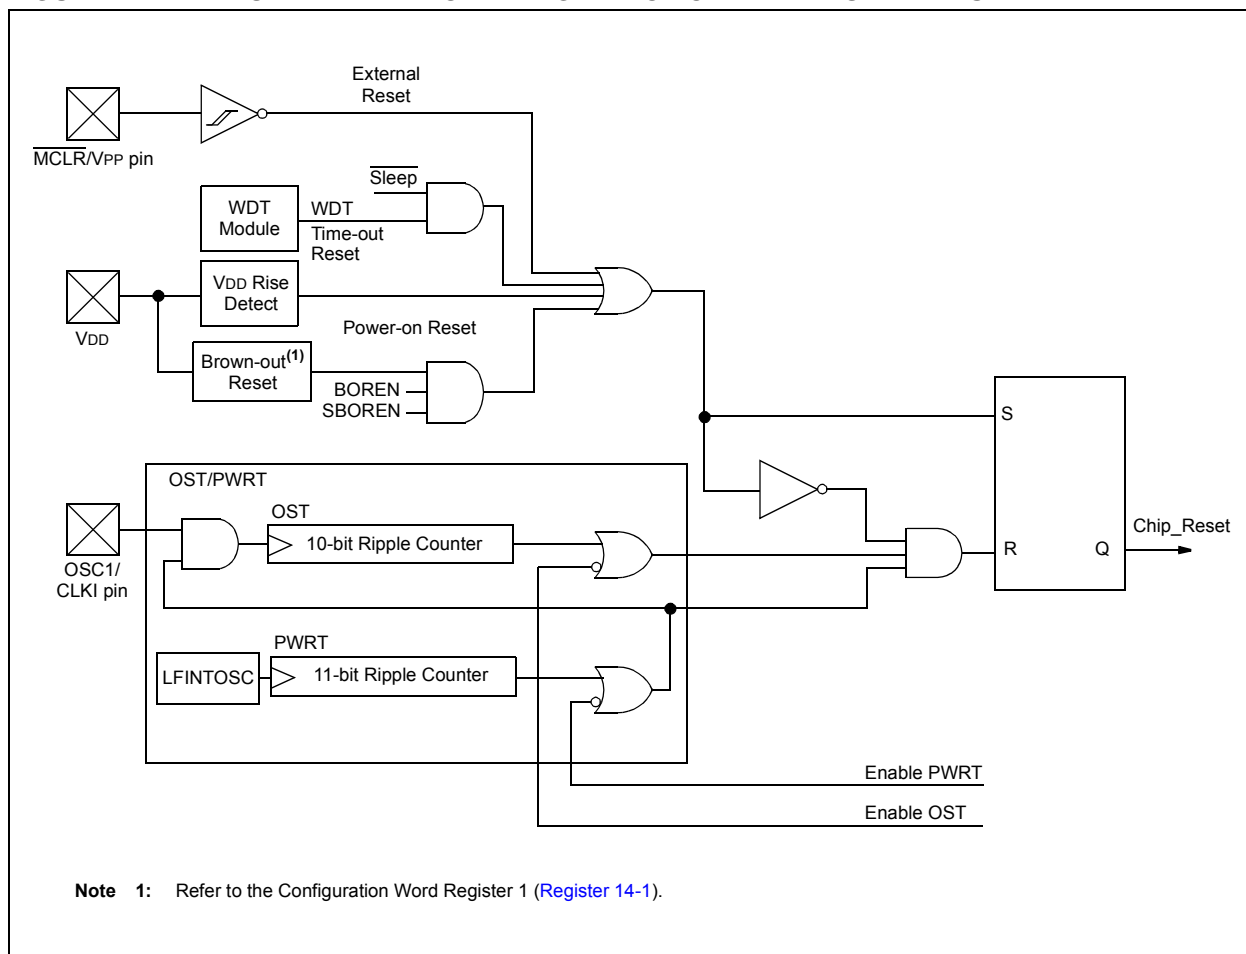 External
Reset
MCLR/VPP pin
Sleep
WDT
Module
WDT
Time-out
Reset
VDD Rise
Detect
VDD
Power-on Reset
Brown-out(1)
Reset
BOREN
SBOREN
S
OST/PWRT
OST
10-bit Ripple Counter
Chip_Reset
R
Q
OSC1/
CLKI pin
PWRT
LFINTOSC
11-bit Ripple Counter
Enable PWRT
Enable OST
Note 1: Refer to the Configuration Word Register 1 (Register 14-1).